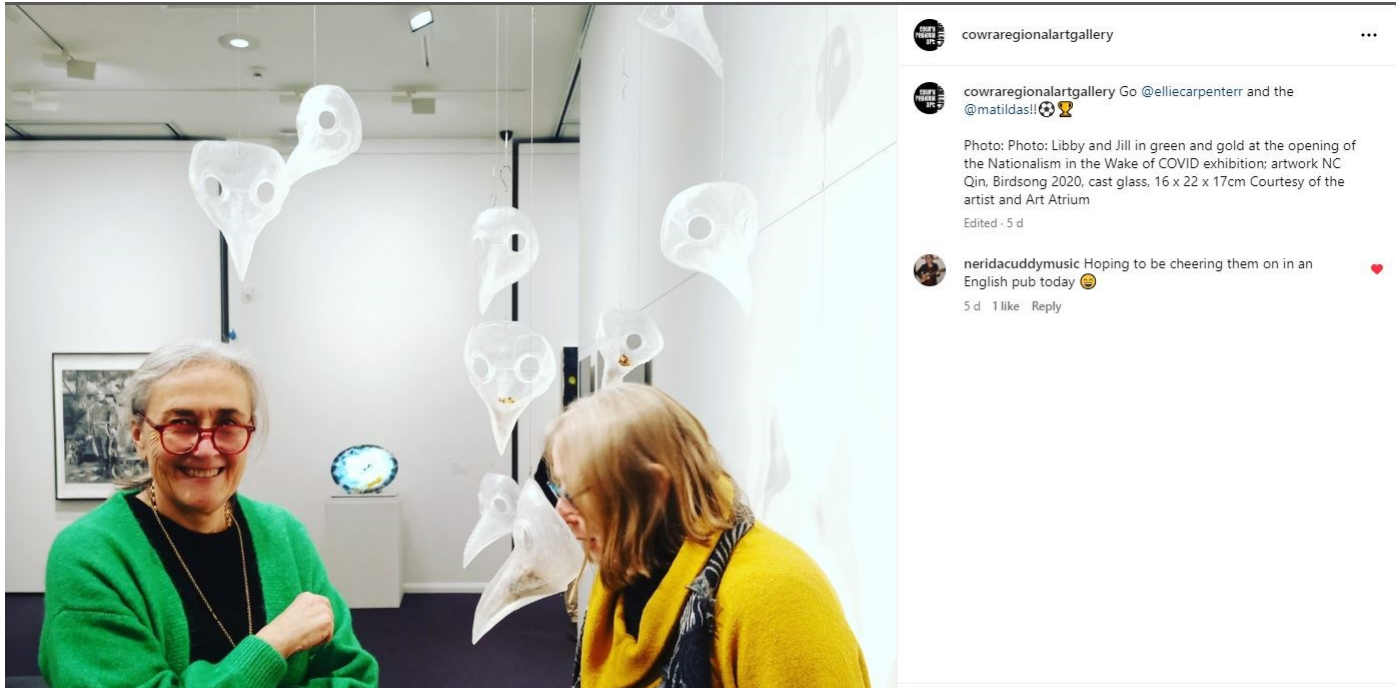 cowraregionalartgallery
cowraregionalartgallery Go @elliecarpenterr and the
@matildas!!⚽🏆
Photo: Photo: Libby and Jill in green and gold at the opening of
the Nationalism in the Wake of COVID exhibition; artwork NC
Qin, Birdsong 2020, cast glass, 16 x 22 x 17cm Courtesy of the
artist and Art Atrium
Edited · 5 d
neridacuddymusic Hoping to be cheering them on in an
English pub today 😄
5 d 1 like Reply